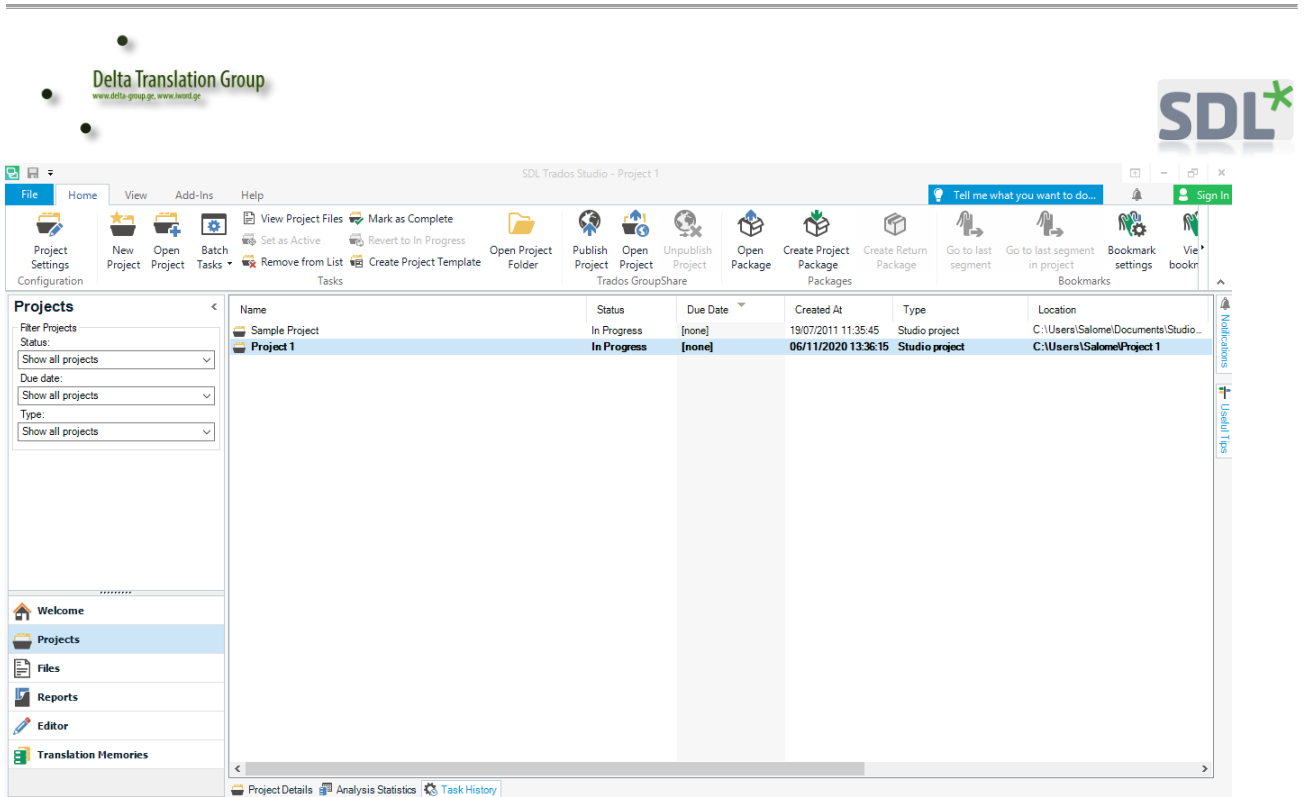 Delta Translation Group
www.delta-group.ge, www.iword.ge
SDL
SDL Trados Studio - Project 1
File Home View Add-Ins Help Tell me what you want to do... Sign In
Project Settings
New Project
Open Project
Batch Tasks
View Project Files
Set as Active
Remove from List
Mark as Complete
Revert to In Progress
Create Project Template
Open Project Folder
Publish Project
Open Project
Unpublish Project
Open Package
Create Project Package
Create Return Package
Go to last segment
Go to last segment in project
Bookmark settings
Vie bookn
Configuration Tasks Trados GroupShare Packages Bookmarks
Projects
Filter Projects
Status:
Show all projects
Due date:
Show all projects
Type:
Show all projects
Welcome
Projects
Files
Reports
Editor
Translation Memories
Name Status Due Date Created At Type Location
Sample Project In Progress [none] 19/07/2011 11:35:45 Studio project C:\Users\Salome\Documents\Studio...
Project 1 In Progress [none] 06/11/2020 13:36:15 Studio project C:\Users\Salome\Project 1
Project Details Analysis Statistics Task History
Notifications
Useful Tips